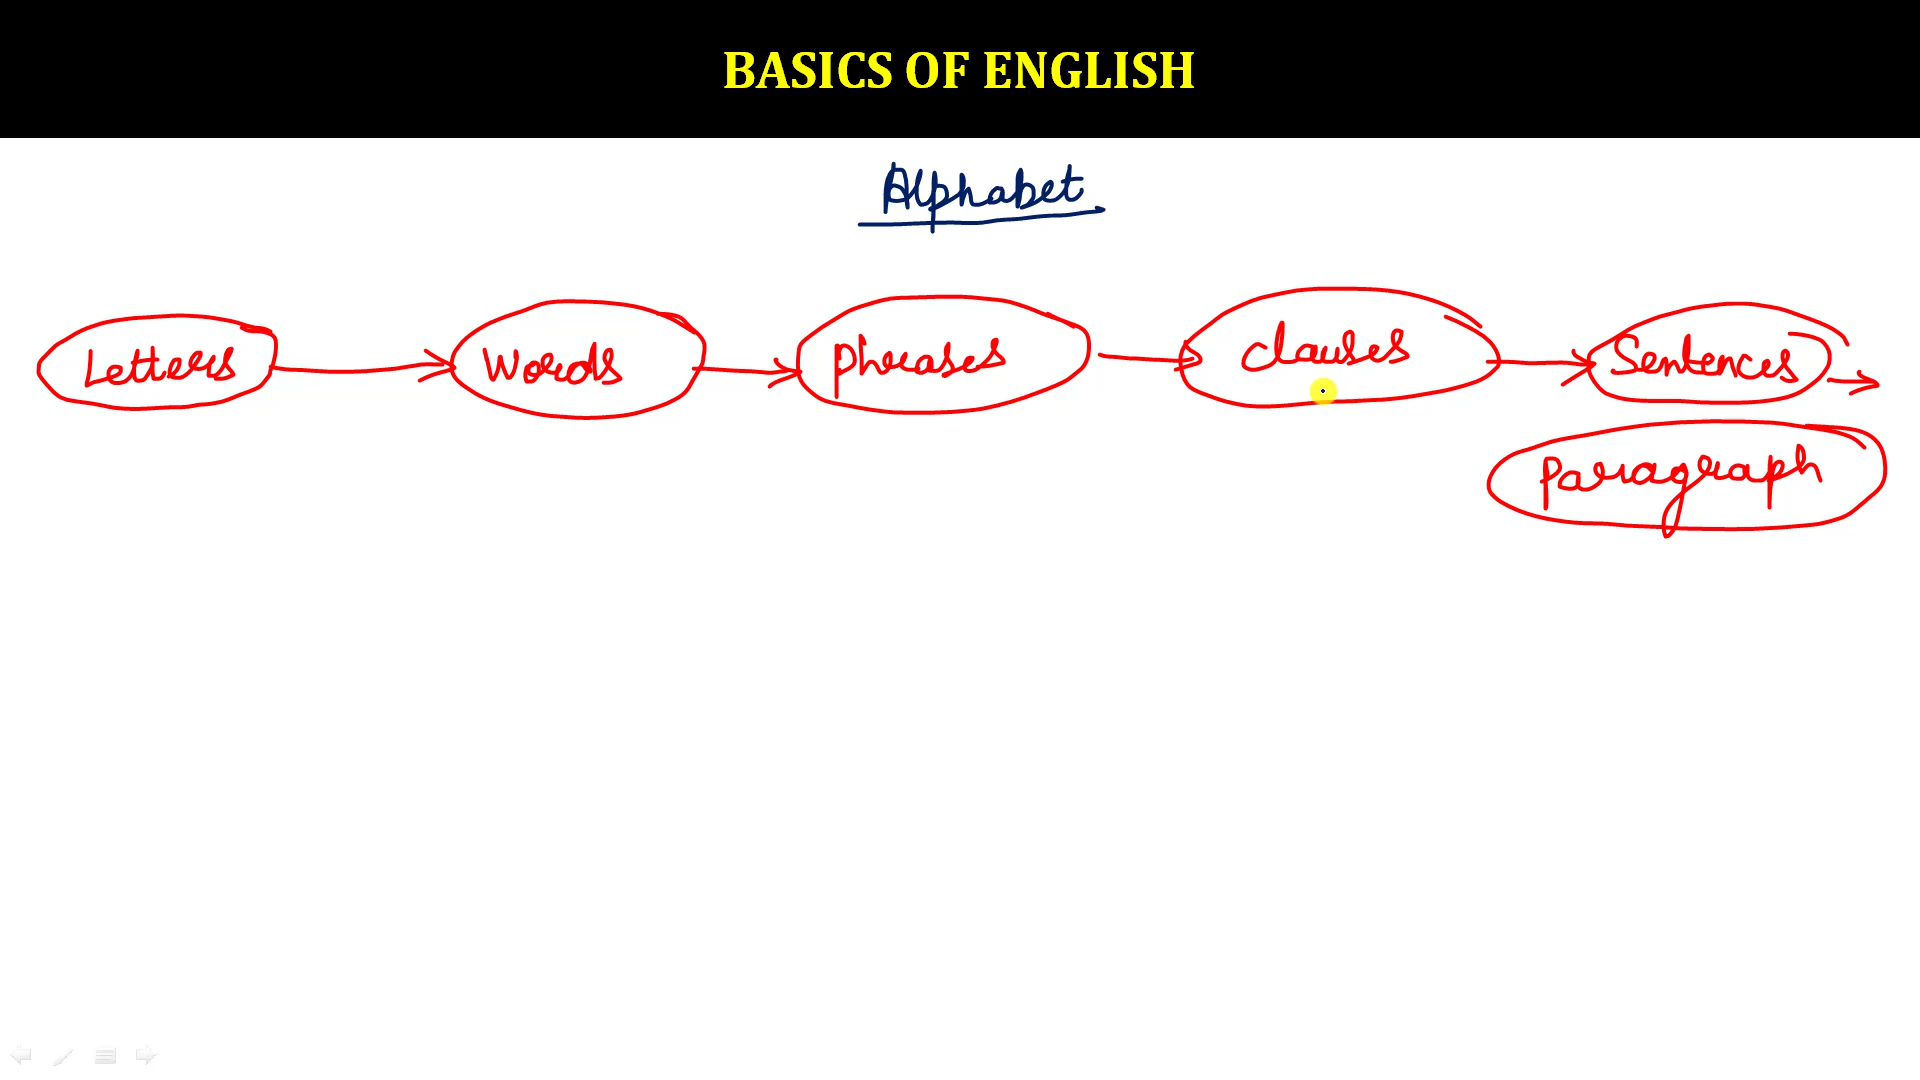 BASICS OF ENGLISH
Alphabet
Letters Words Phrases Clauses Sentences
Paragraph